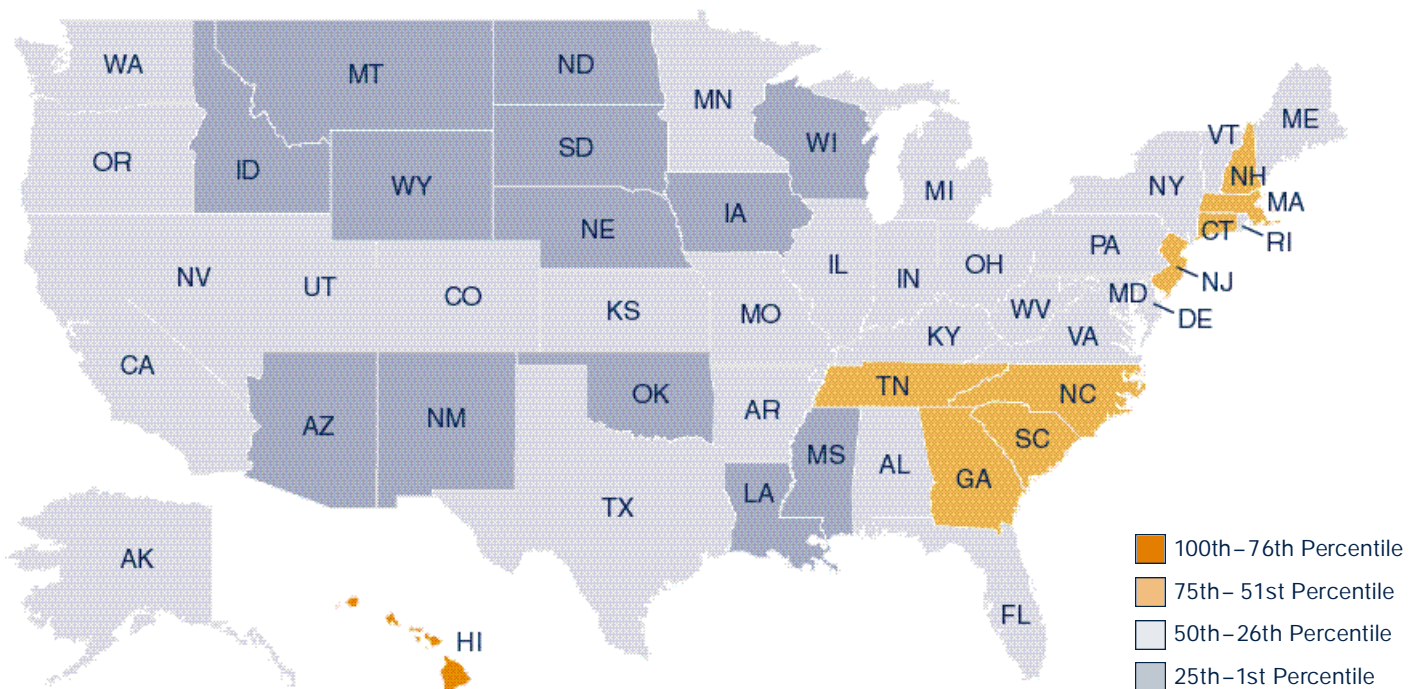 WA
MT
ND
MN
ME
VT
OR
ID
SD
WI
WY
MI
NY
NH
MA
IA
NE
CT
RI
PA
NV
UT
CO
IL
IN
OH
NJ
KS
MO
WV
MD
DE
KY
VA
CA
TN
NC
OK
AR
AZ
NM
SC
MS
AL
GA
LA
TX
AK
FL
HI
100th–76th Percentile
75th–51st Percentile
50th–26th Percentile
25th–1st Percentile